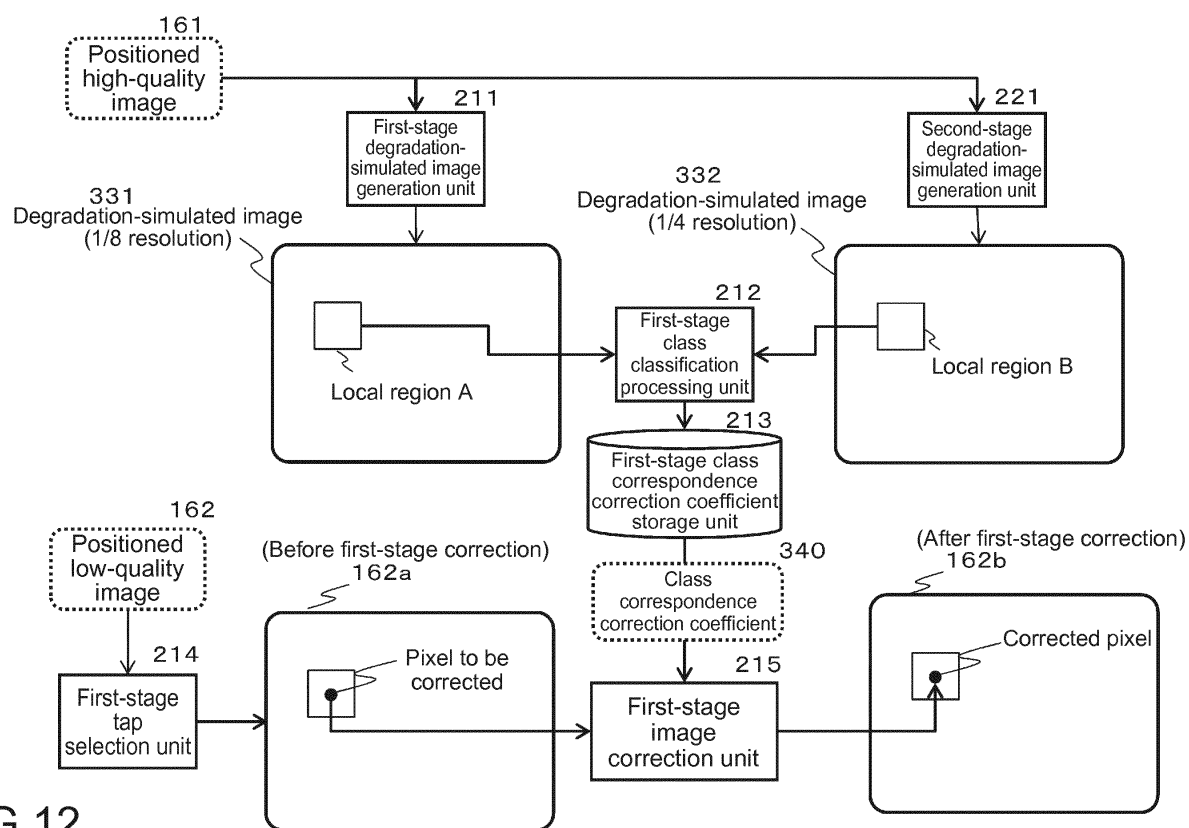 161
Positioned
high-quality
image
211
First-stage
degradation-
simulated image
generation unit
221
Second-stage
degradation-
simulated image
generation unit
331
Degradation-simulated image
(1/8 resolution)
332
Degradation-simulated image
(1/4 resolution)
212
First-stage
class
classification
processing unit
Local region A
Local region B
213
First-stage class
correspondence
correction coefficient
storage unit
162
Positioned
low-quality
image
(Before first-stage correction)
162a
340
Class
correspondence
correction coefficient
(After first-stage correction)
162b
214
First-stage
tap
selection unit
Pixel to be
corrected
215
First-stage
image
correction unit
Corrected pixel
G.12